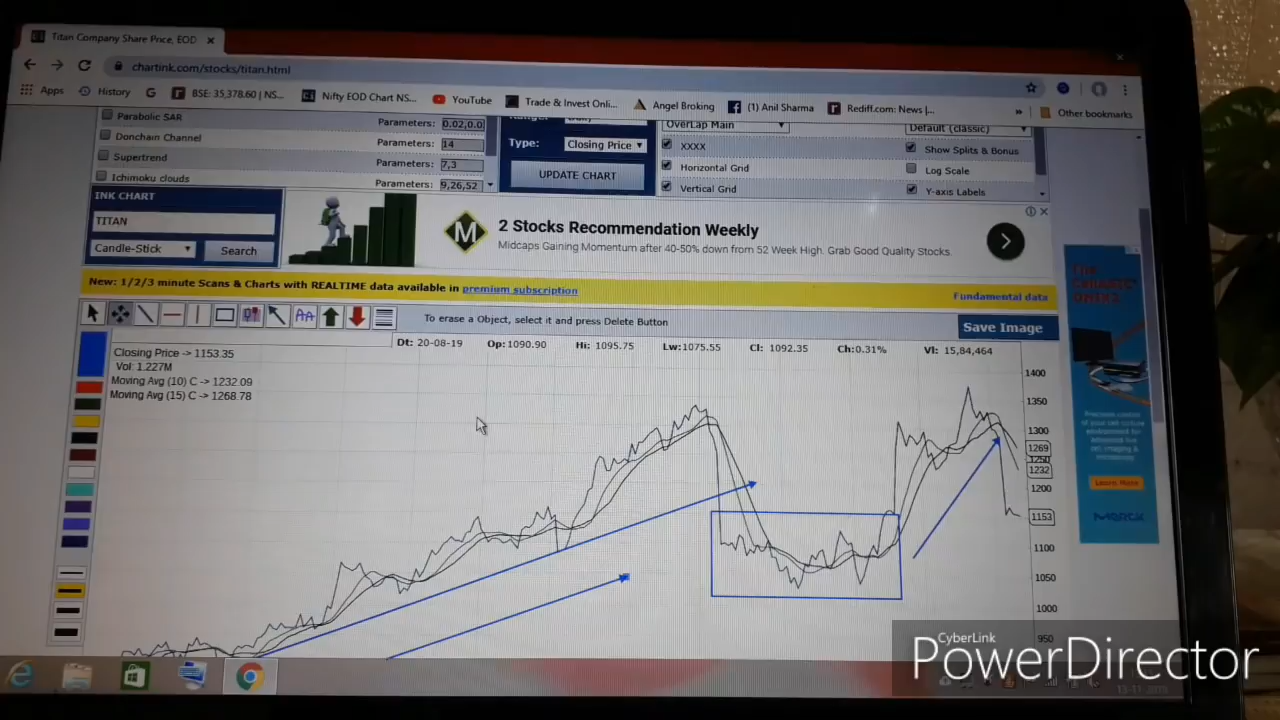 Titan Company Share Price, EOD
chartink.com/stocks/titan.html
Apps History G BSE: 35,378.60 | NS... Nifty EOD Chart NS... YouTube Trade & Invest Onli... Angel Broking (1) Anil Sharma Rediff.com: News |... » Other bookmarks
Parabolic SAR Parameters: 0.02,0.0
Donchain Channel Parameters: 14
Supertrend Parameters: 7,3
Ichimoku clouds Parameters: 9,26,52
Type: Closing Price
UPDATE CHART
OverLap Main Default (classic)
XXXX Show Splits & Bonus
Horizontal Grid Log Scale
Vertical Grid Y-axis Labels
INK CHART
TITAN
Candle-Stick Search
M
2 Stocks Recommendation Weekly
Midcaps Gaining Momentum after 40-50% down from 52 Week High. Grab Good Quality Stocks.
New: 1/2/3 minute Scans & Charts with REALTIME data available in premium subscription
Fundamental data
AA
To erase a Object, select it and press Delete Button
Save Image
Dt: 20-08-19 Op:1090.90 Hi: 1095.75 Lw:1075.55 Cl: 1092.35 Ch:0.31% Vl: 15,84,464
Closing Price -> 1153.35
Vol: 1.227M
Moving Avg (10) C -> 1232.09
Moving Avg (15) C -> 1268.78
1400
1350
1300
1269
1250
1232
1200
1153
1100
1050
1000
950
Learn More
MERCK
CyberLink
PowerDirector
13-11-2019